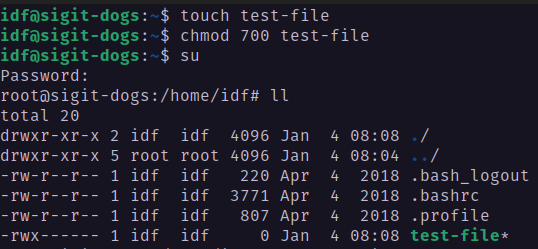 idf@sigit-dogs:~$ touch test-file
idf@sigit-dogs:~$ chmod 700 test-file
idf@sigit-dogs:~$ su
Password:
root@sigit-dogs:/home/idf# ll
total 20
drwxr-xr-x 2 idf  idf  4096 Jan  4 08:08 ./
drwxr-xr-x 5 root root 4096 Jan  4 08:04 ../
-rw-r--r-- 1 idf  idf   220 Apr  4  2018 .bash_logout
-rw-r--r-- 1 idf  idf  3771 Apr  4  2018 .bashrc
-rw-r--r-- 1 idf  idf   807 Apr  4  2018 .profile
-rwx------ 1 idf  idf     0 Jan  4 08:08 test-file*